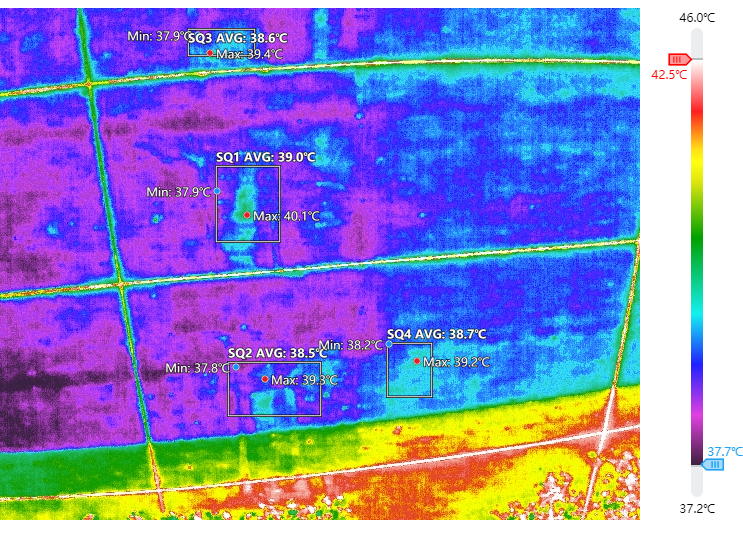 46.0℃
Min: 37.9℃
SQ3 AVG: 38.6℃
Max: 39.4℃
42.5℃
SQ1 AVG: 39.0℃
Min: 37.9℃
Max: 40.1℃
SQ4 AVG: 38.7℃
Min: 38.2℃
SQ2 AVG: 38.5℃
Max: 39.2℃
Min: 37.8℃
Max: 39.3℃
37.7℃
37.2℃